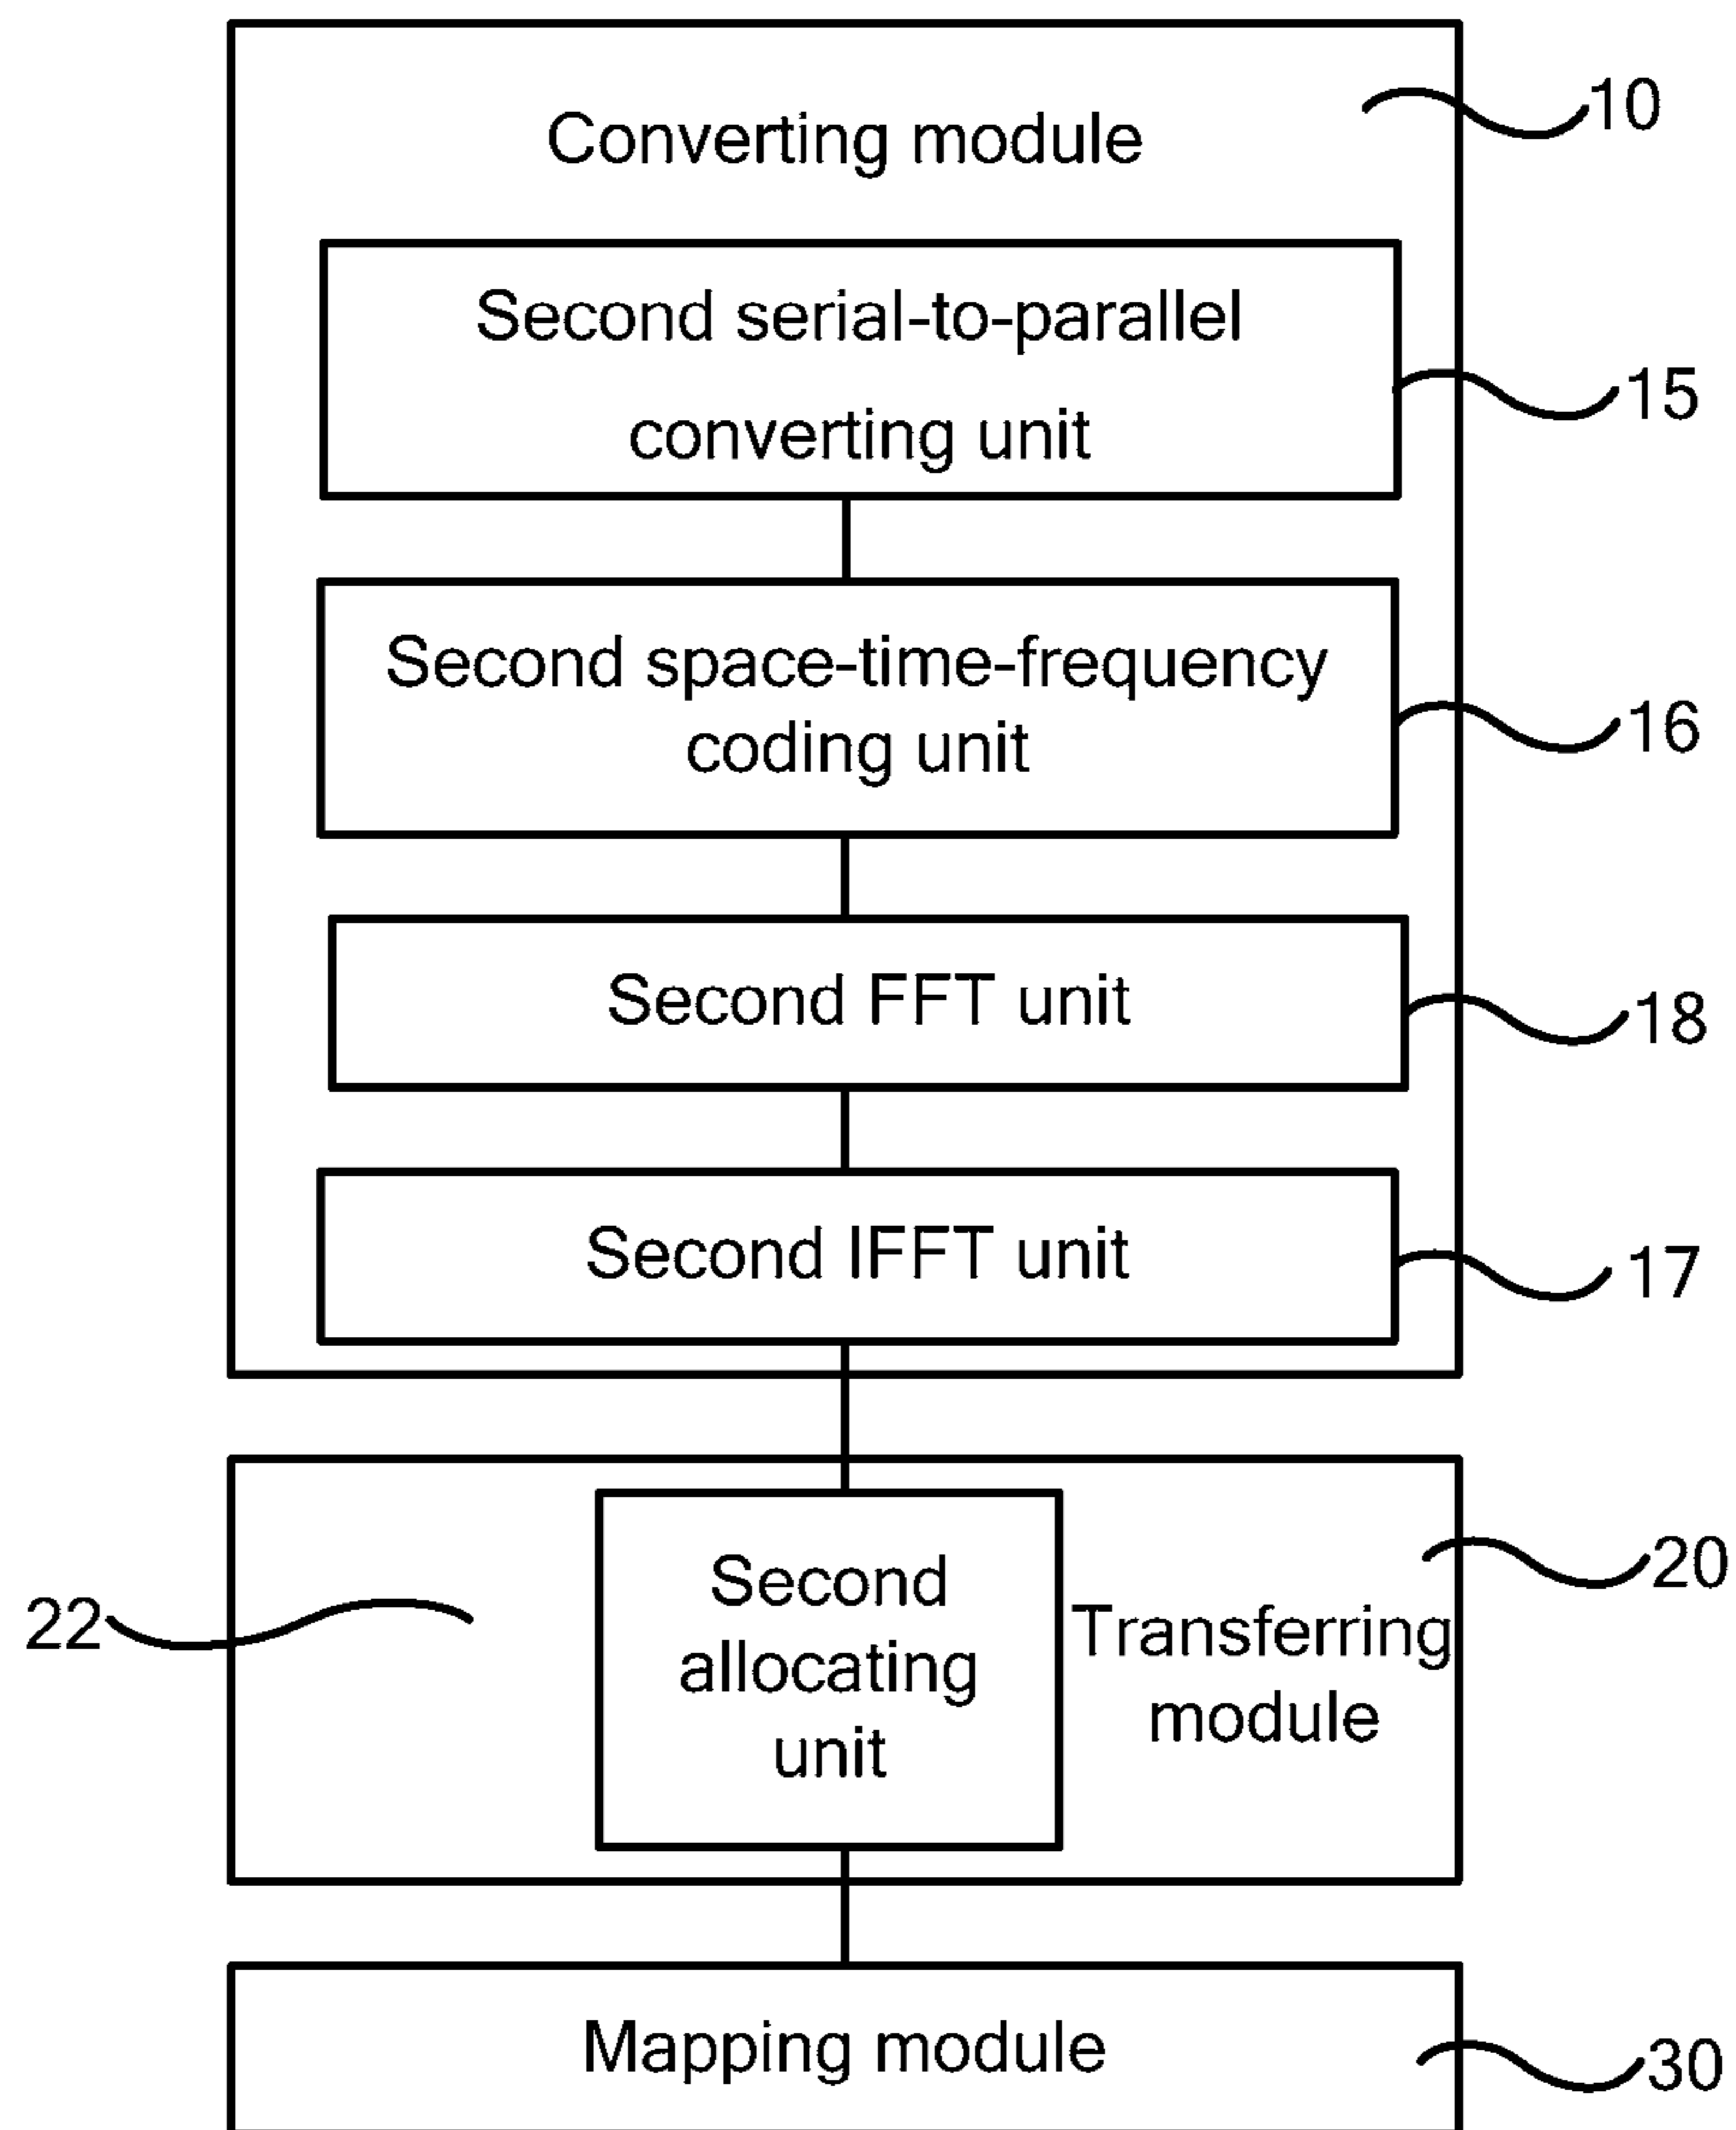 Converting module
10
Second serial-to-parallel
converting unit
15
Second space-time-frequency
coding unit
16
Second FFT unit
18
Second IFFT unit
17
Second
allocating
unit
Transferring
module
20
22
Mapping module
30